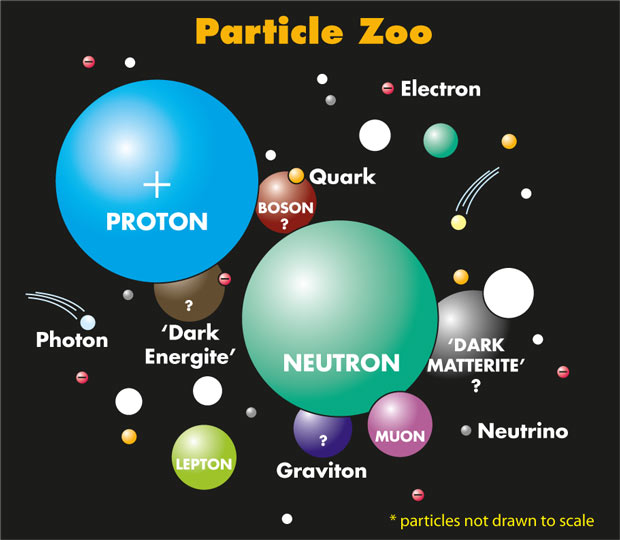 Particle Zoo
Electron
+
PROTON
Quark
BOSON
?
?
'Dark
Energite'
Photon
NEUTRON
'DARK
MATTERITE'
?
LEPTON
?
Graviton
MUON
Neutrino
* particles not drawn to scale